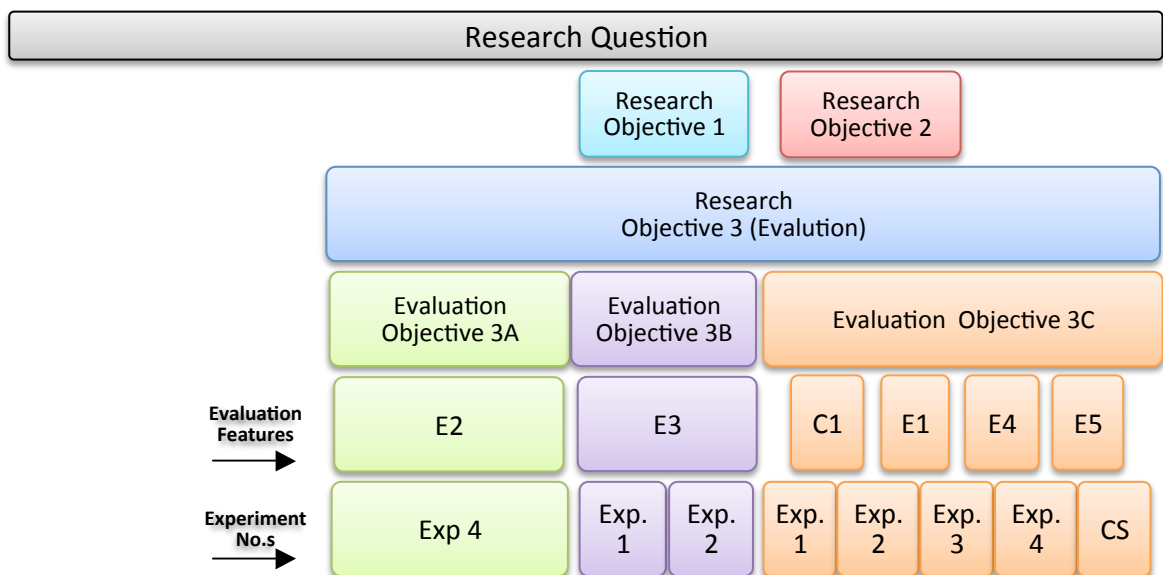 Research Question
Research
Objective 1
Research
Objective 2
Research
Objective 3 (Evalution)
Evaluation
Objective 3A
Evaluation
Objective 3B
Evaluation  Objective 3C
Evaluation
Features
E2
E3
C1
E1
E4
E5
Experiment
No.s
Exp 4
Exp.
1
Exp.
2
Exp.
1
Exp.
2
Exp.
3
Exp.
4
CS